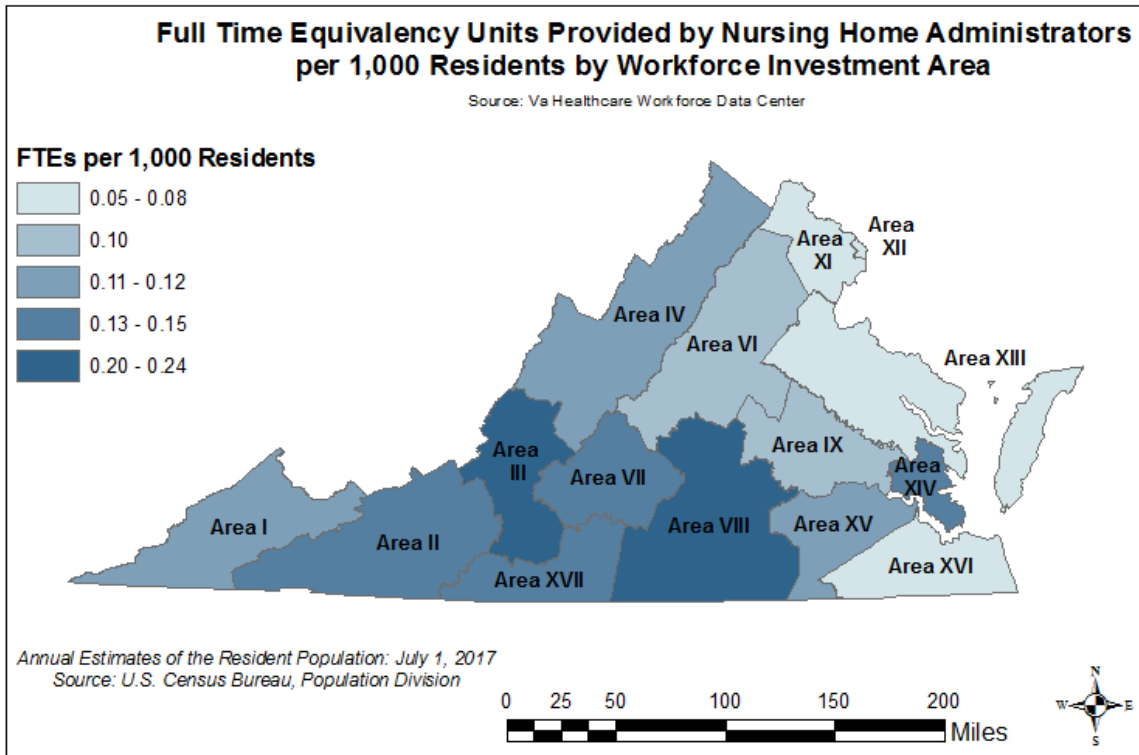 Full Time Equivalency Units Provided by Nursing Home Administrators
per 1,000 Residents by Workforce Investment Area
Source: Va Healthcare Workforce Data Center
FTEs per 1,000 Residents
0.05 - 0.08
0.10
0.11 - 0.12
0.13 - 0.15
0.20 - 0.24
Area
XII
Area
XI
Area IV
Area VI
Area XIII
Area
III
Area IX
Area VII
Area
XIV
Area I
Area II
Area VIII
Area XV
Area XVII
Area XVI
Annual Estimates of the Resident Population: July 1, 2017
Source: U.S. Census Bureau, Population Division
0 25 50 100 150 200
Miles
N
W E
S